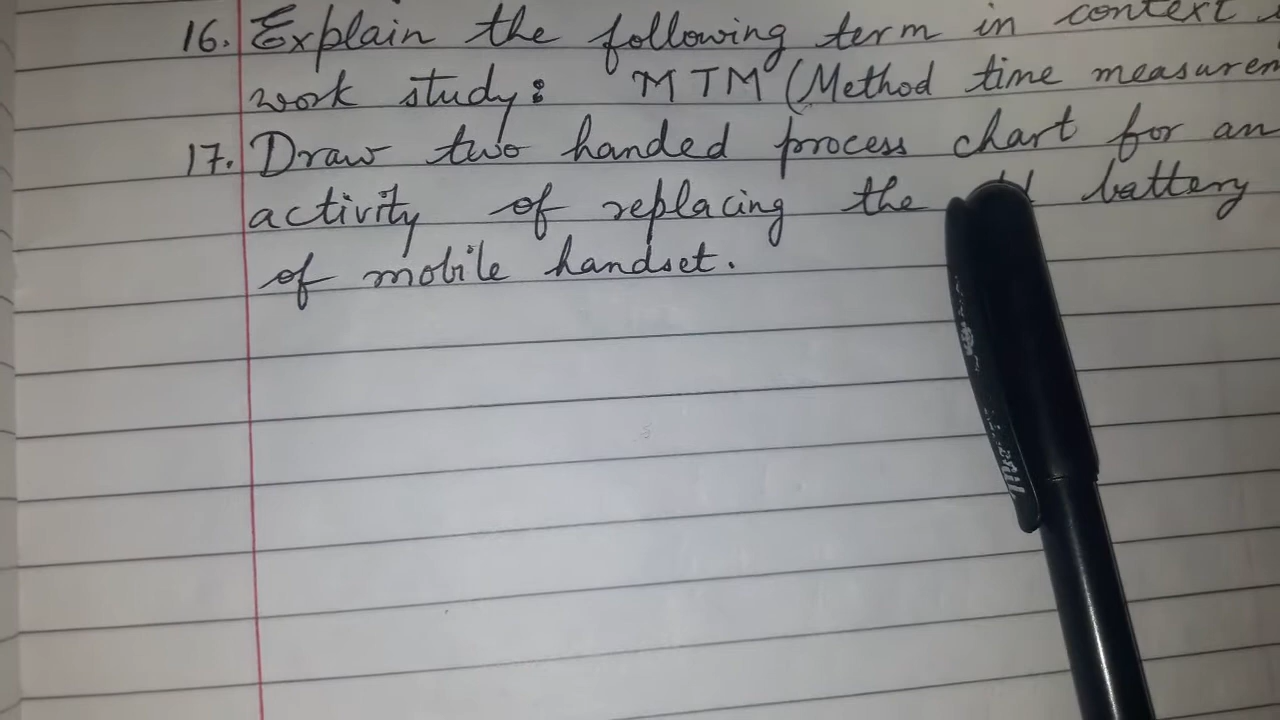 16. Explain the following term in context
work study: MTM (Method time measurem
17. Draw two handed process chart for an
activity of replacing the battery
of mobile handset.